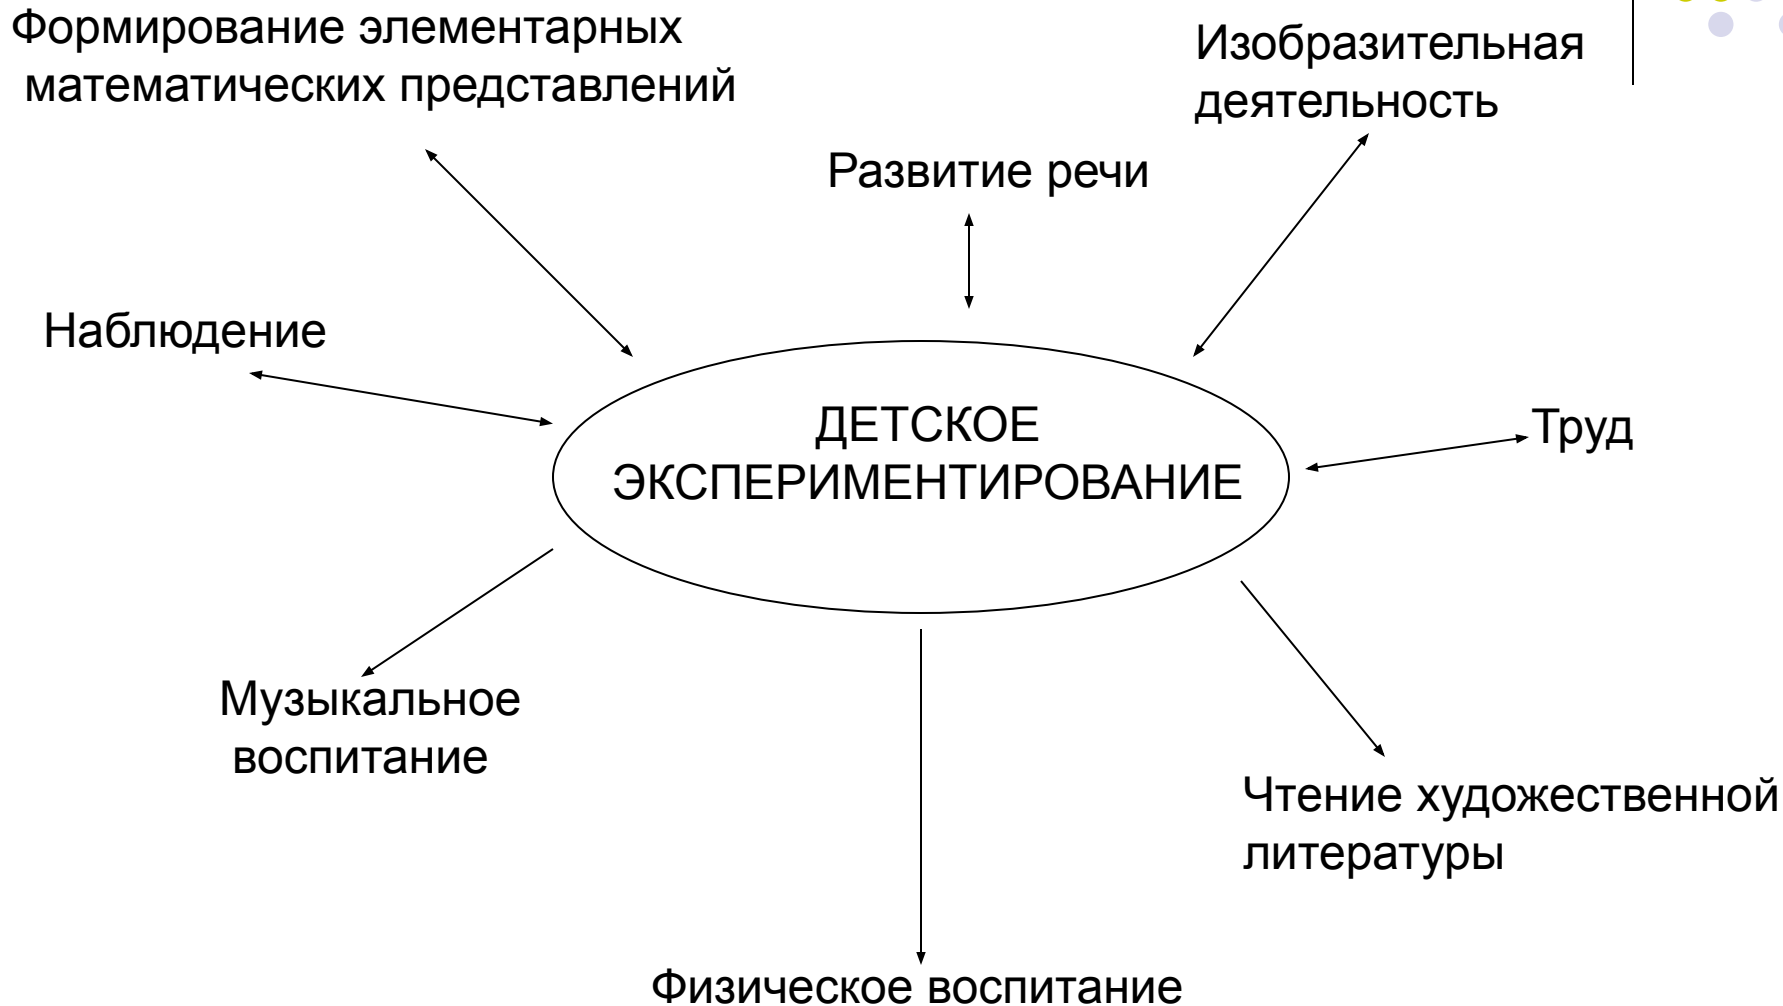 Формирование элементарных
математических представлений
Изобразительная
деятельность
Развитие речи
Наблюдение
ДЕТСКОЕ
ЭКСПЕРИМЕНТИРОВАНИЕ
Труд
Музыкальное
воспитание
Чтение художественной
литературы
Физическое воспитание